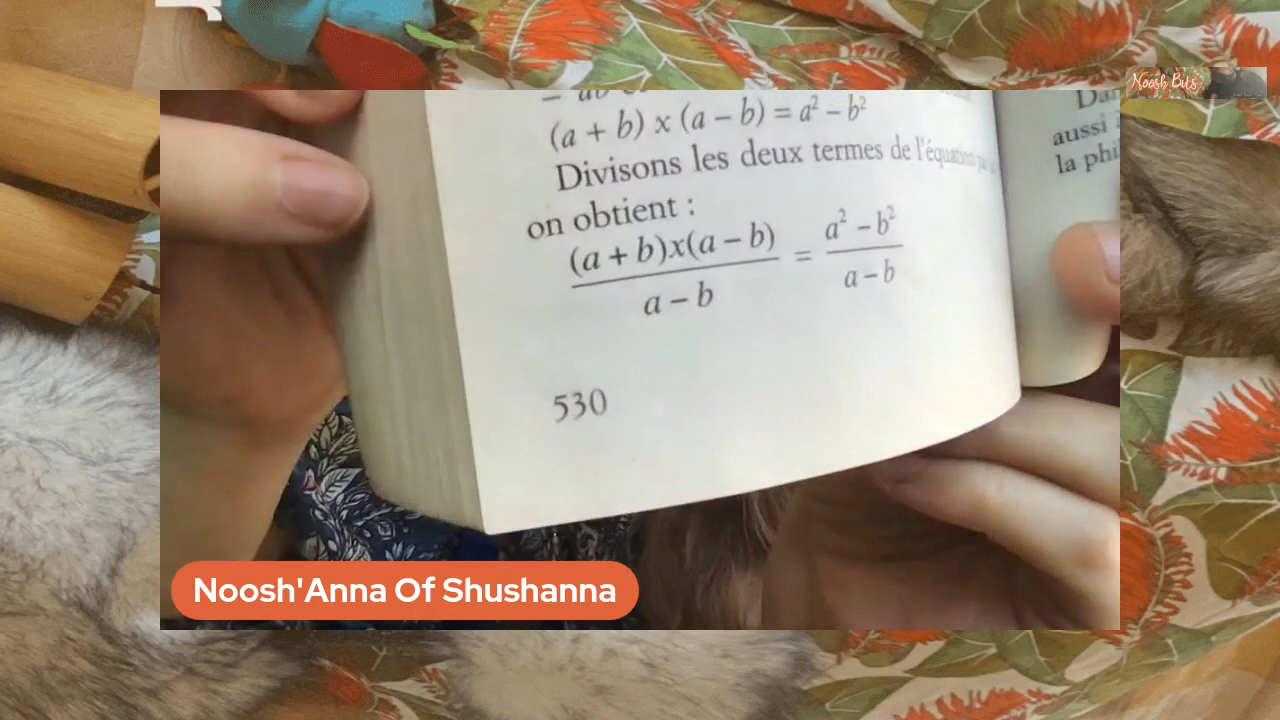 Noosh Bits
(a + b) x (a – b) = a² – b²
Divisons les deux termes de l'équation
on obtient :
(a + b)x(a – b) / a – b = a² – b² / a – b
530
Da
aussi
la phi
Noosh'Anna Of Shushanna